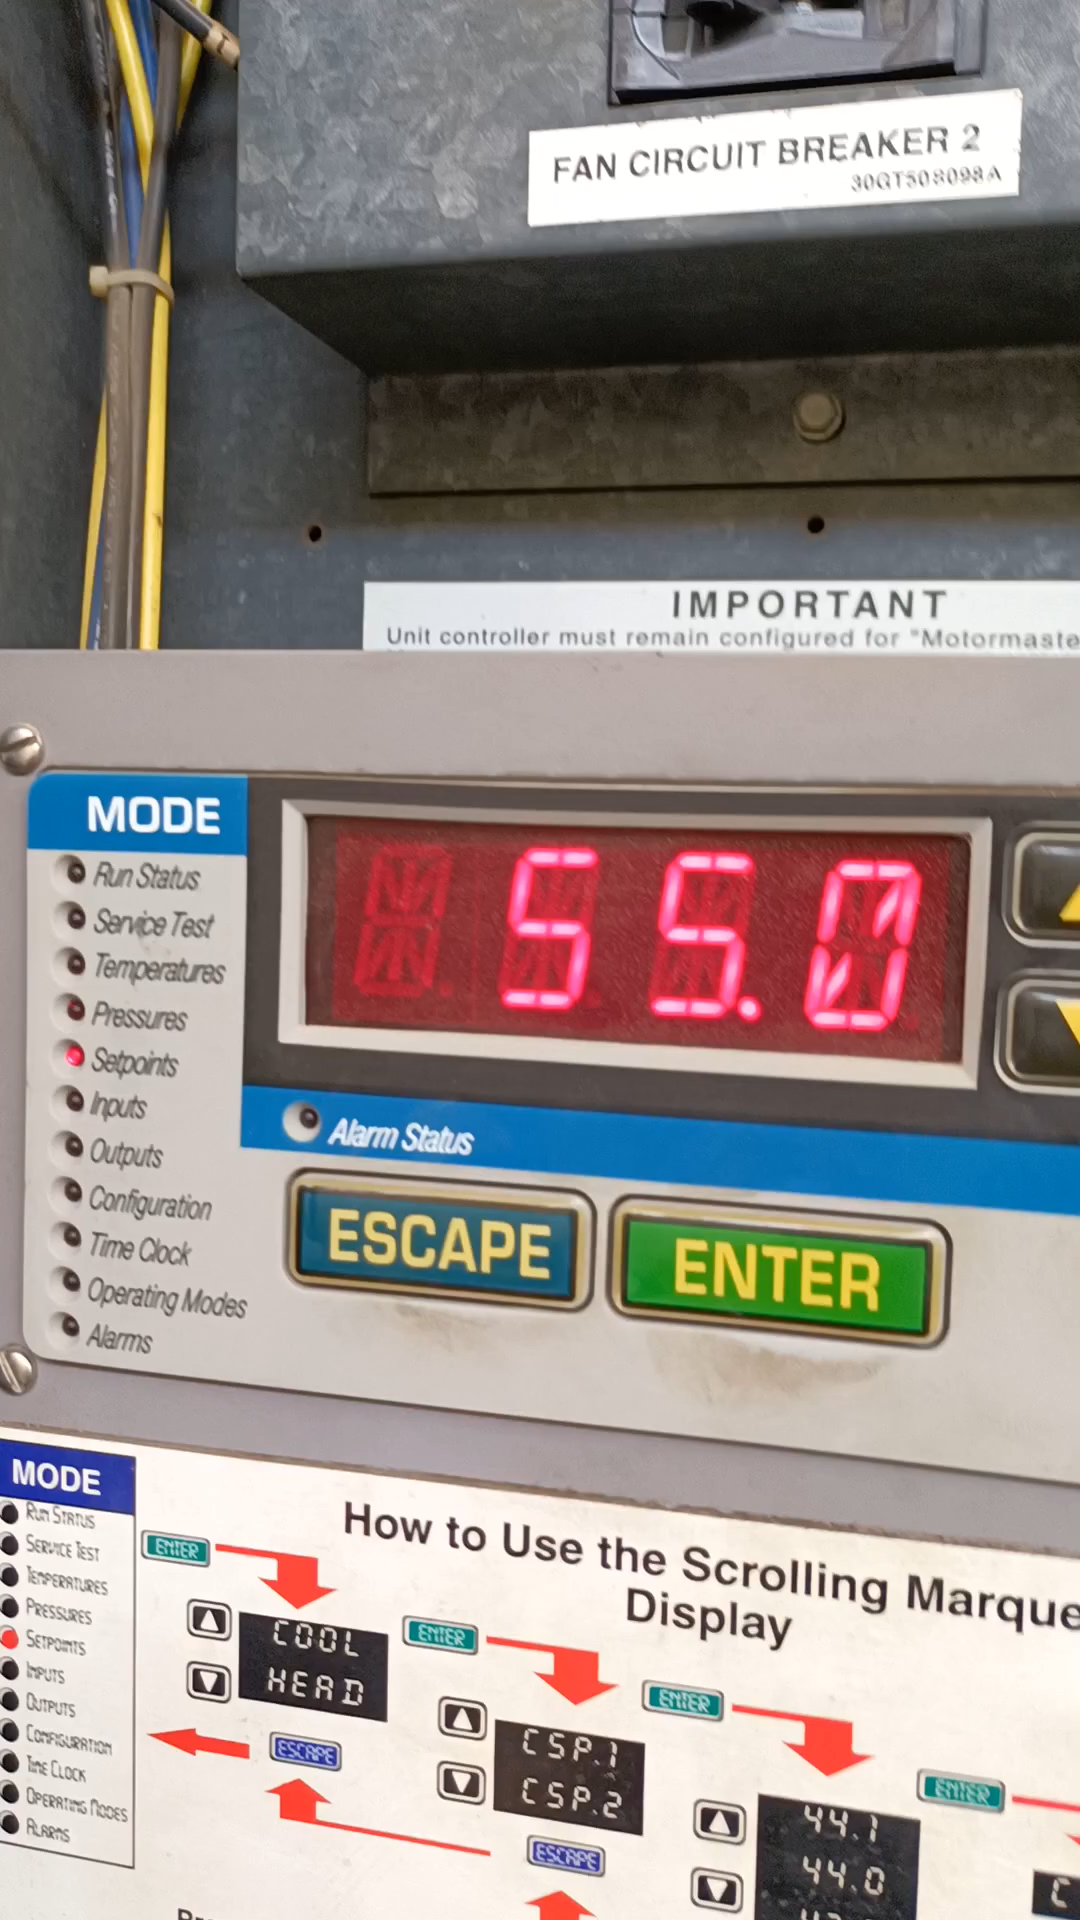 FAN CIRCUIT BREAKER 2
30GT508098A
IMPORTANT
Unit controller must remain configured for "Motormaste
MODE
Run Status
Service Test
Temperatures
Pressures
Setpoints
Inputs
Outputs
Configuration
Time Clock
Operating Modes
Alarms
55.0
Alarm Status
ESCAPE
ENTER
MODE
RUN STATUS
SERVICE TEST
TEMPERATURES
PRESSURES
SETPOINTS
INPUTS
OUTPUTS
CONFIGURATION
TIME CLOCK
OPERATING MODES
ALARMS
How to Use the Scrolling Marque
Display
ENTER
COOL
HEAD
ESCAPE
ENTER
CSP.1
CSP.2
ESCAPE
ENTER
44.1
44.0
ENTER
C